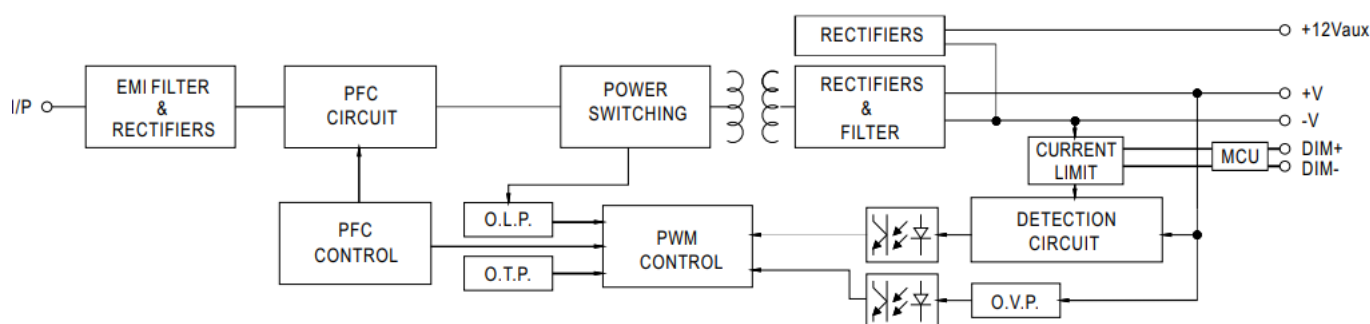 RECTIFIERS
+12Vaux
I/P
EMI FILTER
&
RECTIFIERS
PFC
CIRCUIT
POWER
SWITCHING
RECTIFIERS
&
FILTER
+V
-V
CURRENT
LIMIT
MCU
DIM+
DIM-
PFC
CONTROL
O.L.P.
O.T.P.
PWM
CONTROL
DETECTION
CIRCUIT
O.V.P.